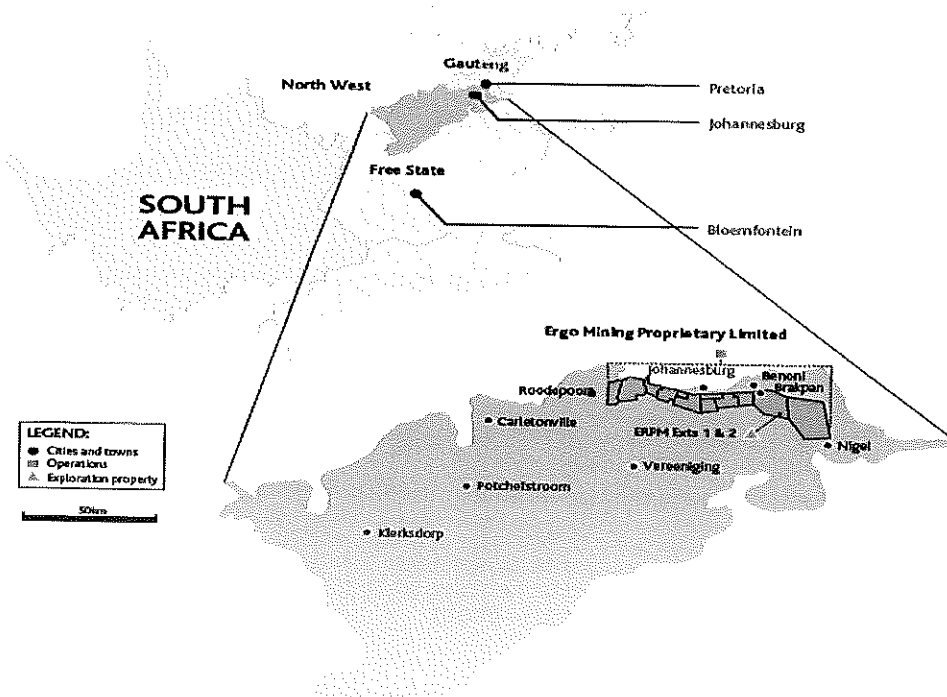 Gauteng
North West
Pretoria
Johannesburg
Free State
SOUTH
AFRICA
Bloemfontein
Ergo Mining Proprietary Limited
Johannesburg
Benoni
Brakpan
Roodepoort
Carletonville
ERPM Exts 1 & 2
Nigel
Vereeniging
Potchefstroom
Klerksdorp
LEGEND:
Cities and towns
Operations
Exploration property
50km